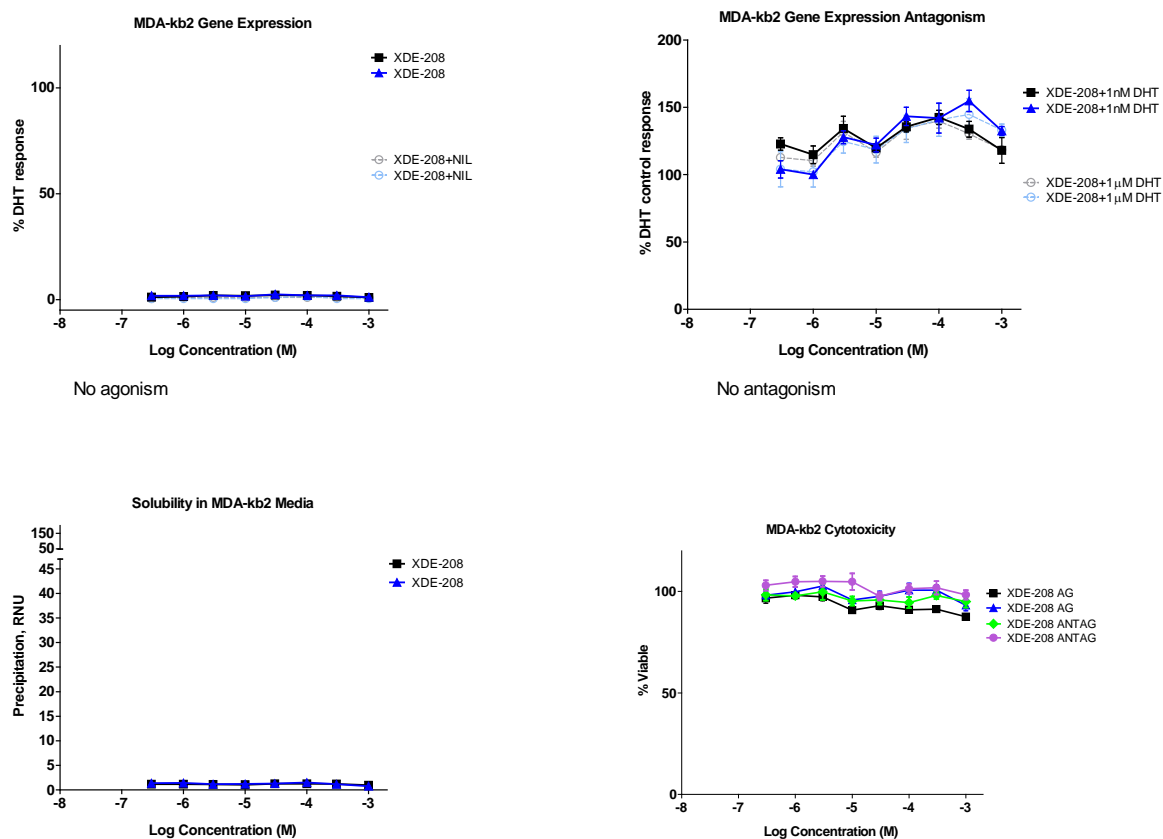 MDA-kb2 Gene Expression
% DHT response
100
50
0
-8 -7 -6 -5 -4 -3
Log Concentration (M)
XDE-208
XDE-208
XDE-208+NIL
XDE-208+NIL
No agonism
MDA-kb2 Gene Expression Antagonism
% DHT control response
200
150
100
50
0
-8 -7 -6 -5 -4 -3
Log Concentration (M)
XDE-208+1nM DHT
XDE-208+1nM DHT
XDE-208+1μM DHT
XDE-208+1μM DHT
No antagonism
Solubility in MDA-kb2 Media
Precipitation, RNU
150
50
45
40
35
30
25
20
15
10
5
0
-8 -7 -6 -5 -4 -3
Log Concentration (M)
XDE-208
XDE-208
MDA-kb2 Cytotoxicity
% Viable
100
50
0
-8 -7 -6 -5 -4 -3
Log Concentration (M)
XDE-208 AG
XDE-208 AG
XDE-208 ANTAG
XDE-208 ANTAG